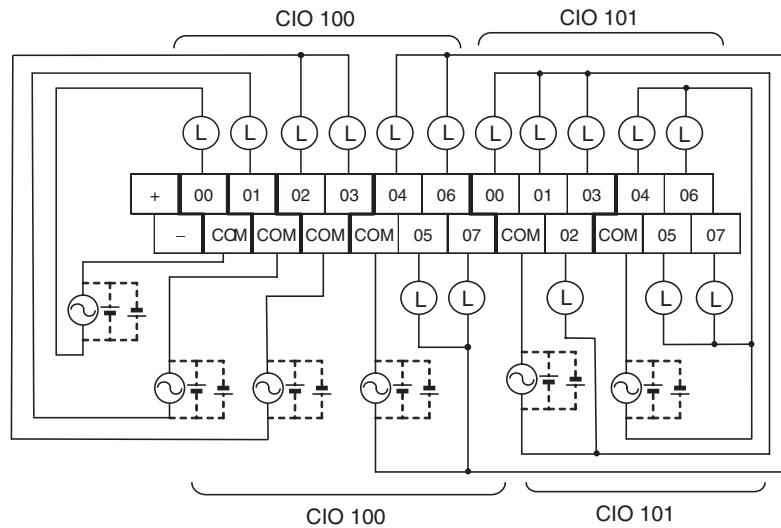 CIO 100 CIO 101
L L L L L L L L L L L
+ 00 01 02 03 04 06 00 01 03 04 06
− COM COM COM COM 05 07 COM 02 COM 05 07
L L L L L
CIO 100 CIO 101